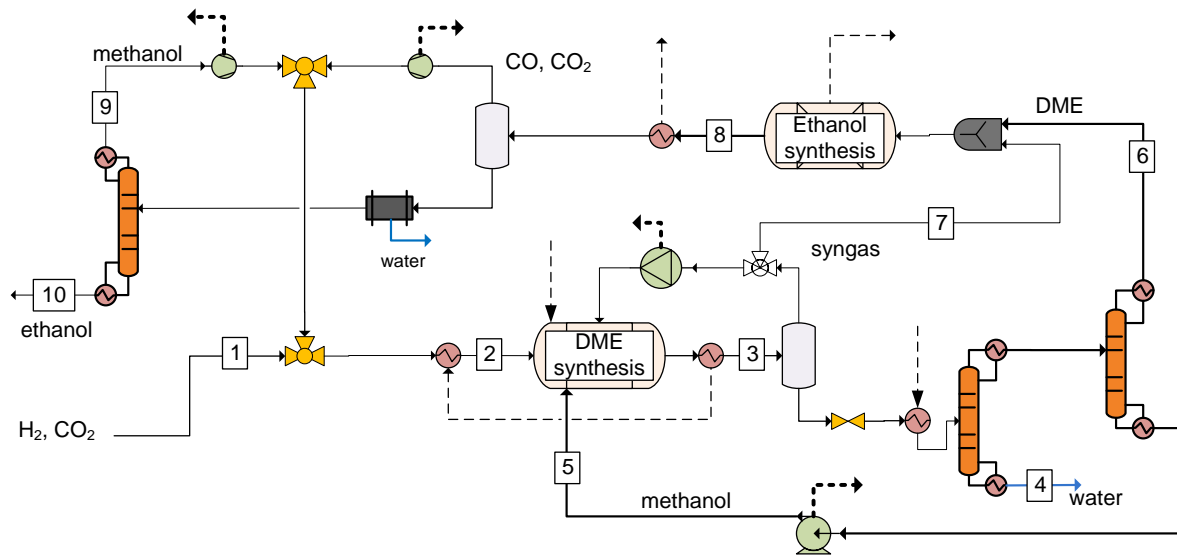 methanol
CO, CO₂
DME
9
8
6
Ethanol
synthesis
7
syngas
water
10
ethanol
1
2
DME
synthesis
3
H₂, CO₂
5
4
water
methanol